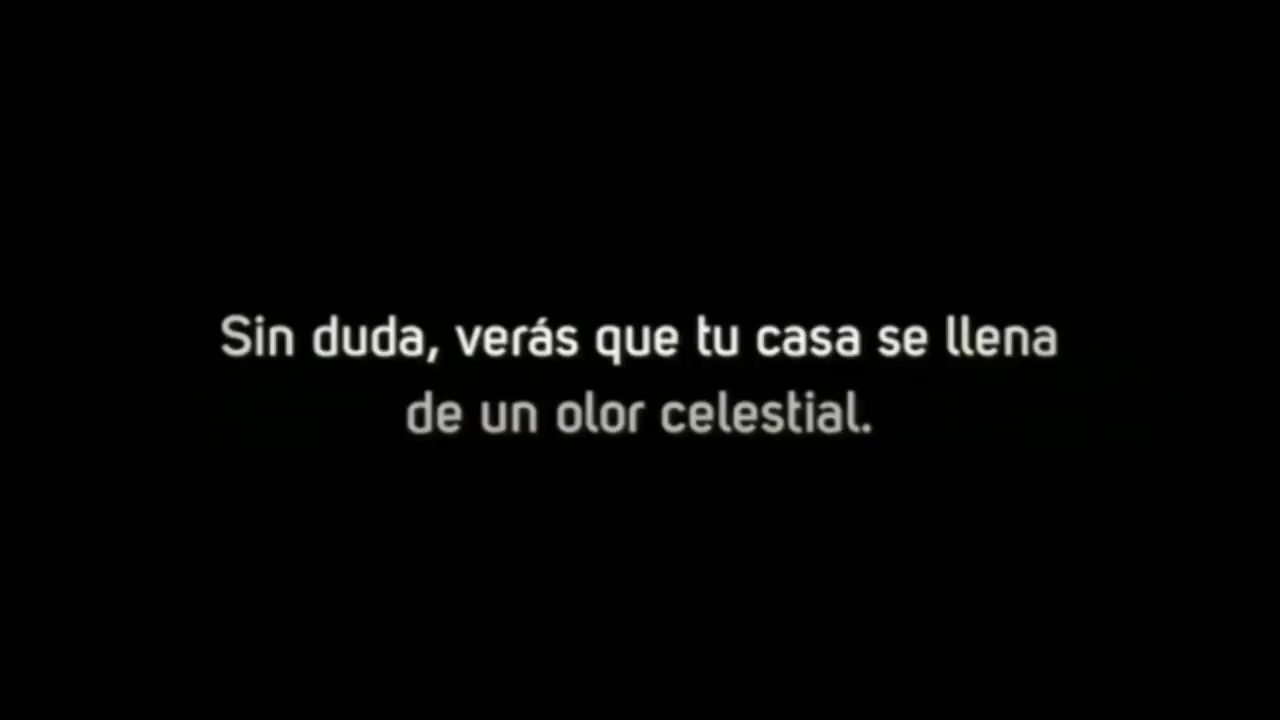 Sin duda, verás que tu casa se llena
de un olor celestial.